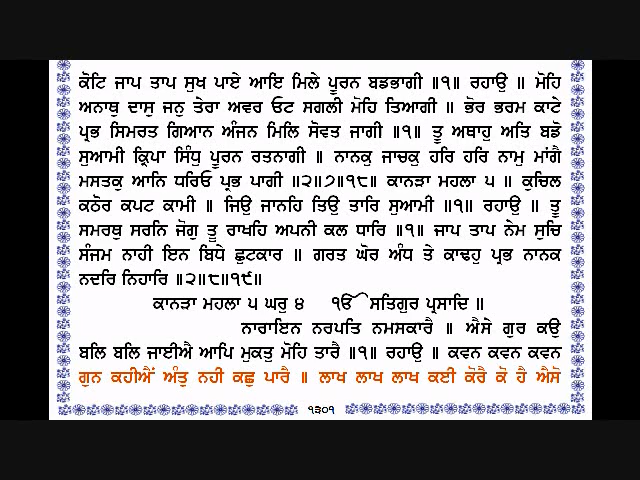 ਕੋਟਿ ਜਾਪ ਤਾਪ ਸੁਖ ਪਾਏ ਆਇ ਮਿਲੇ ਪੂਰਨ ਬਡਭਾਗੀ ॥੧॥ ਰਹਾਉ ॥ ਮੋਹਿ
ਅਨਾਥੁ ਦਾਸੁ ਜਨੁ ਤੇਰਾ ਅਵਰ ਓਟ ਸਗਲੀ ਮੋਹਿ ਤਿਆਗੀ ॥ ਭੋਰ ਭਰਮ ਕਾਟੇ
ਪ੍ਰਭ ਸਿਮਰਤ ਗਿਆਨ ਅੰਜਨ ਮਿਲਿ ਸੋਵਤ ਜਾਗੀ ॥੧॥ ਤੂ ਅਥਾਹੁ ਅਤਿ ਬਡੋ
ਸੁਆਮੀ ਕ੍ਰਿਪਾ ਸਿੰਧੁ ਪੂਰਨ ਰਤਨਾਗੀ ॥ ਨਾਨਕੁ ਜਾਚਕੁ ਹਰਿ ਹਰਿ ਨਾਮੁ ਮਾਂਗੈ
ਮਸਤਕੁ ਆਨਿ ਧਰਿਓ ਪ੍ਰਭ ਪਾਗੀ ॥੨॥੭॥੧੮॥ ਕਾਨੜਾ ਮਹਲਾ ੫ ॥ ਕੁਚਿਲ
ਕਠੋਰ ਕਪਟ ਕਾਮੀ ॥ ਜਿਉ ਜਾਨਹਿ ਤਿਉ ਤਾਰਿ ਸੁਆਮੀ ॥੧॥ ਰਹਾਉ ॥ ਤੂ
ਸਮਰਥੁ ਸਰਨਿ ਜੋਗੁ ਤੂ ਰਾਖਹਿ ਅਪਨੀ ਕਲ ਧਾਰਿ ॥੧॥ ਜਾਪ ਤਾਪ ਨੇਮ ਸੁਚਿ
ਸੰਜਮ ਨਾਹੀ ਇਨ ਬਿਧੇ ਛੁਟਕਾਰ ॥ ਗਰਤ ਘੋਰ ਅੰਧ ਤੇ ਕਾਢਹੁ ਪ੍ਰਭ ਨਾਨਕ
ਨਦਰਿ ਨਿਹਾਰਿ ॥੨॥੮॥੧੯॥
ਕਾਨੜਾ ਮਹਲਾ ੫ ਘਰੁ ੪ ੴ ਸਤਿਗੁਰ ਪ੍ਰਸਾਦਿ ॥
ਨਾਰਾਇਨ ਨਰਪਤਿ ਨਮਸਕਾਰੈ ॥ ਐਸੇ ਗੁਰ ਕਉ
ਬਲਿ ਬਲਿ ਜਾਈਐ ਆਪਿ ਮੁਕਤੁ ਮੋਹਿ ਤਾਰੈ ॥੧॥ ਰਹਾਉ ॥ ਕਵਨ ਕਵਨ ਕਵਨ
ਗੁਨ ਕਹੀਐ ਅੰਤੁ ਨਹੀ ਕਛੁ ਪਾਰੈ ॥ ਲਾਖ ਲਾਖ ਲਾਖ ਕਈ ਕੋਰੈ ਕੋ ਹੈ ਐਸੋ
੧੩੦੧